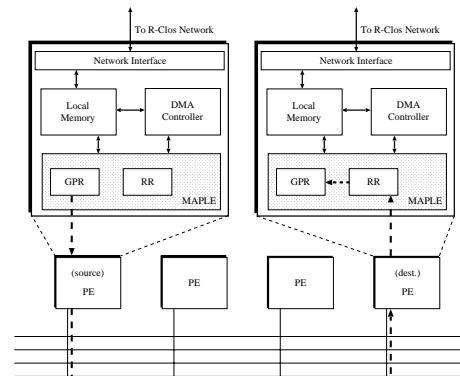 To R-Clos Network
Network Interface
Local
Memory
DMA
Controller
GPR
RR
MAPLE
To R-Clos Network
Network Interface
Local
Memory
DMA
Controller
GPR
RR
MAPLE
(source)
PE
PE
PE
(dest.)
PE